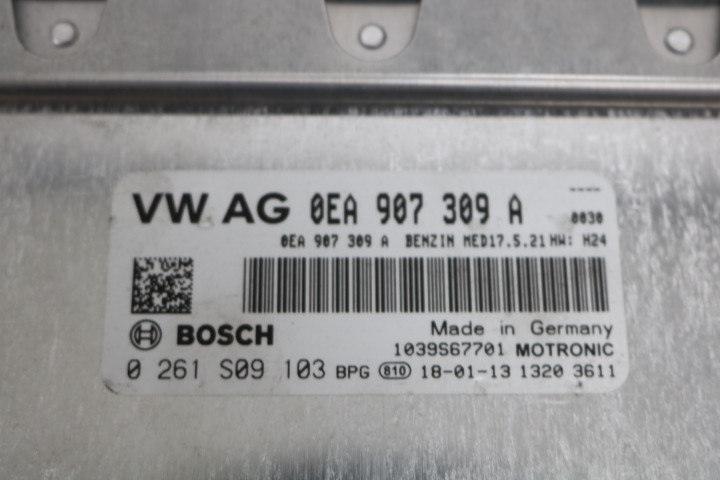 ----
VW AG 0EA 907 309 A 0030
0EA 907 309 A BENZIN MED17.5.21 HW: H24
BOSCH
Made in Germany
1039S67701 MOTRONIC
0 261 S09 103 BPG 810 18-01-13 1320 3611